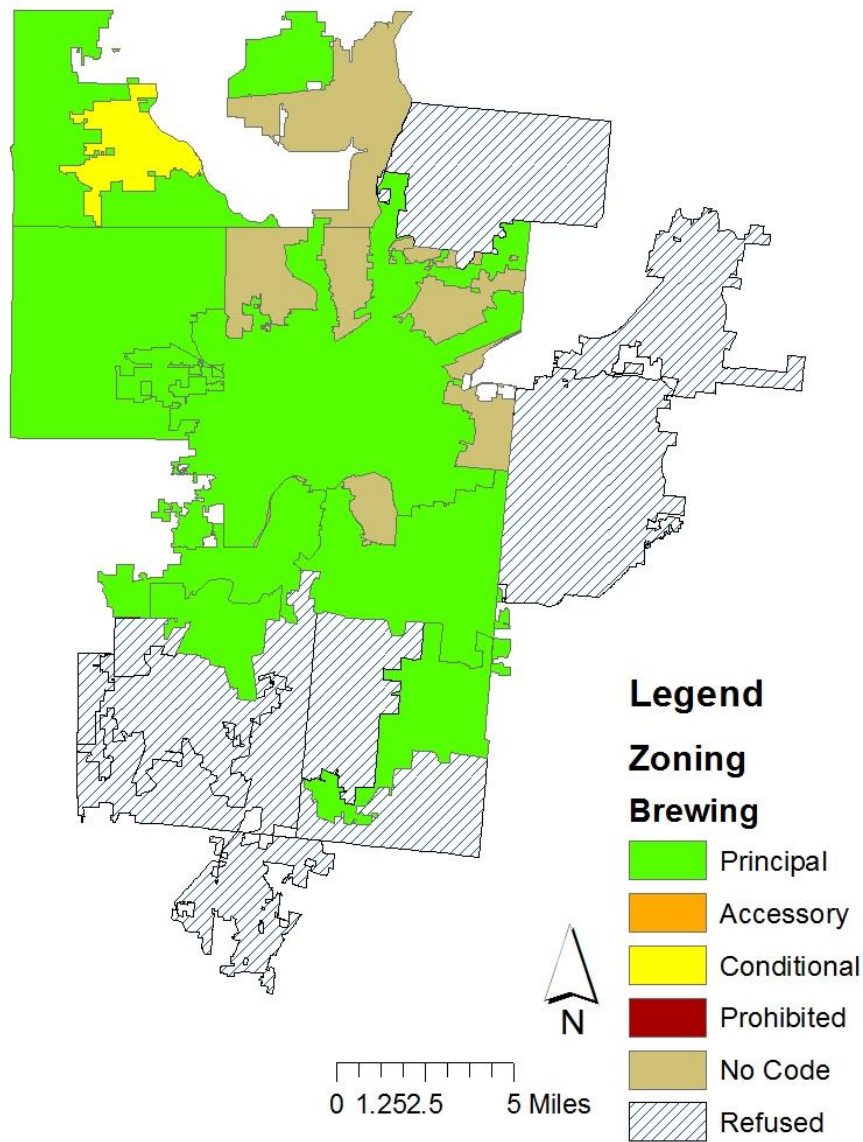 Legend
Zoning
Brewing
Principal
Accessory
Conditional
Prohibited
No Code
Refused
N
0 1.252.5 5 Miles